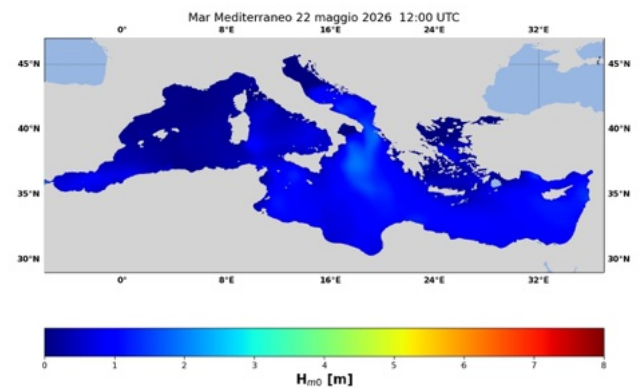 Mar Mediterraneo 22 maggio 2026 12:00 UTC
0° 8°E 16°E 24°E 32°E
45°N 45°N
40°N 40°N
35°N 35°N
30°N 30°N
0° 8°E 16°E 24°E 32°E
0 1 2 3 4 5 6 7 8
Hm0 [m]